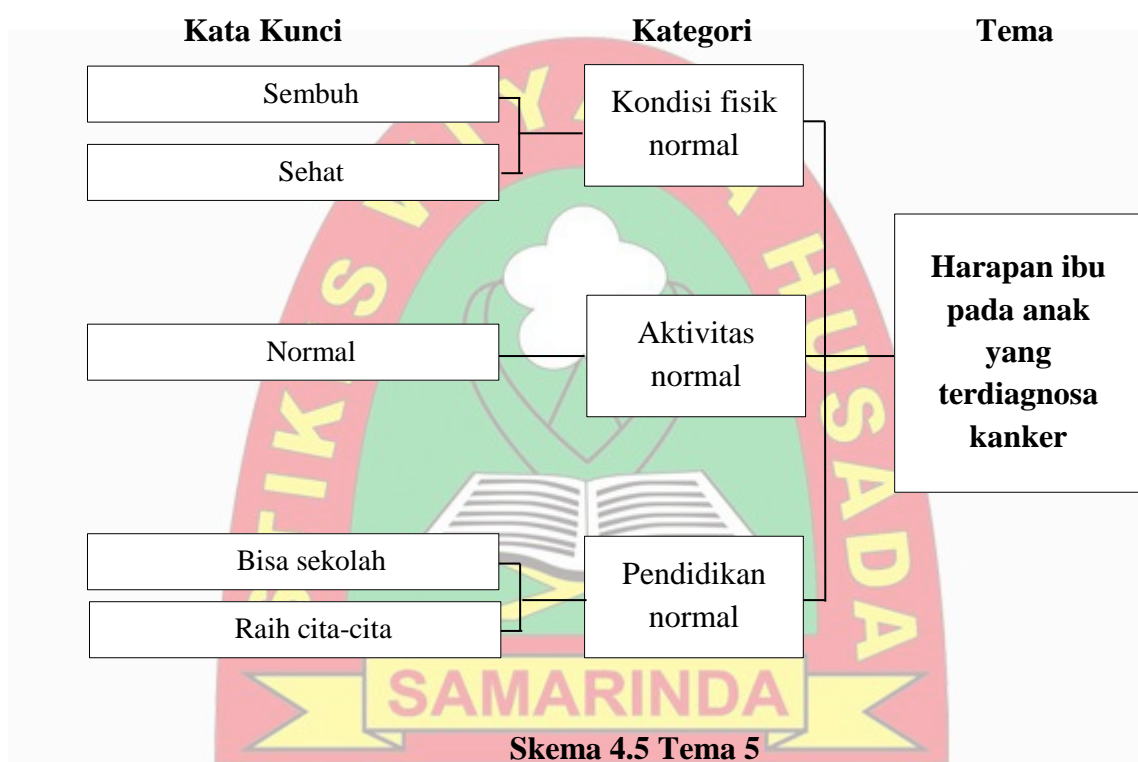 Kata Kunci Kategori Tema
Sembuh
Sehat
Kondisi fisik
normal
Normal
Aktivitas
normal
Bisa sekolah
Raih cita-cita
Pendidikan
normal
Harapan ibu
pada anak
yang
terdiagnosa
kanker
HUSADA
SAMARINDA
Skema 4.5 Tema 5